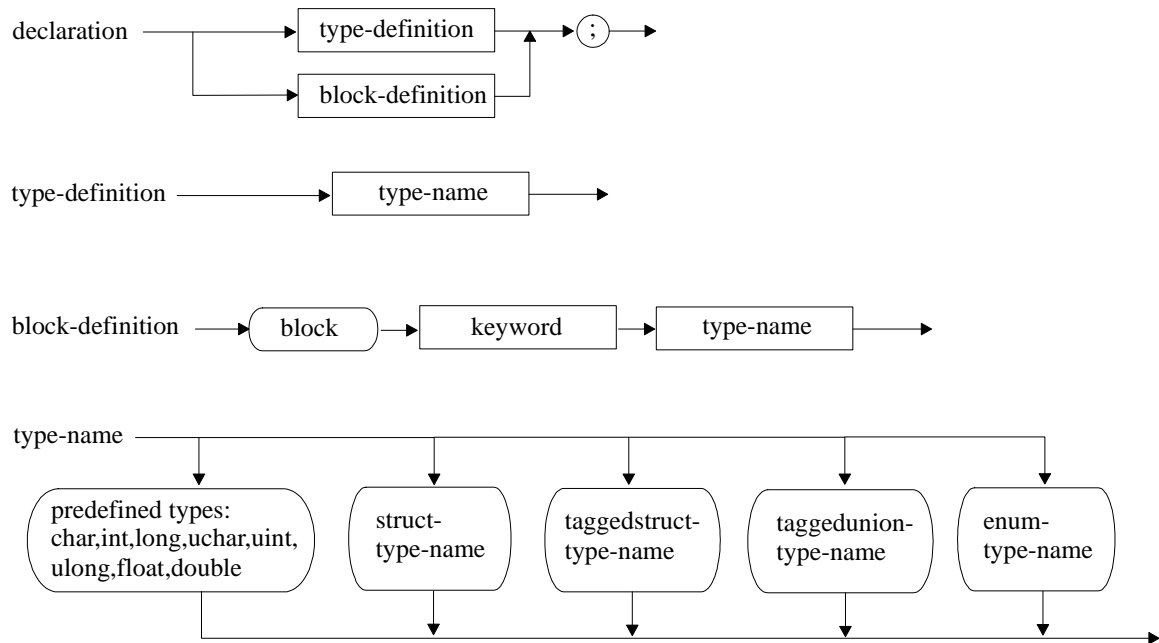 declaration
type-definition
;
block-definition
type-definition
type-name
block-definition
block
keyword
type-name
type-name
predefined types:
char,int,long,uchar,uint,
ulong,float,double
struct-
type-name
taggedstruct-
type-name
taggedunion-
type-name
enum-
type-name